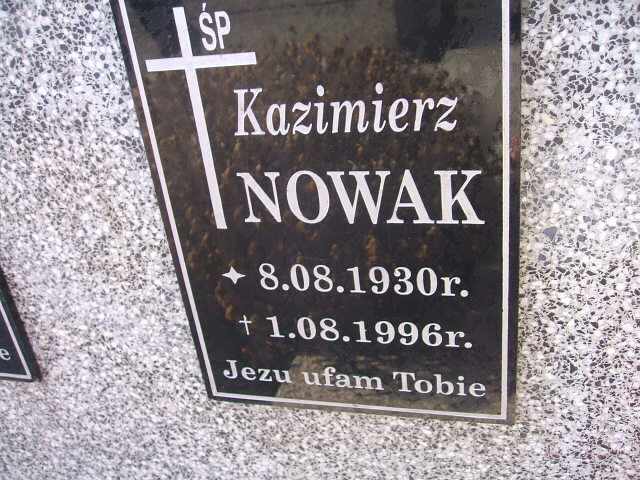 ŚP
Kazimierz
NOWAK
✦ 8.08.1930r.
† 1.08.1996r.
Jezu ufam Tobie
e